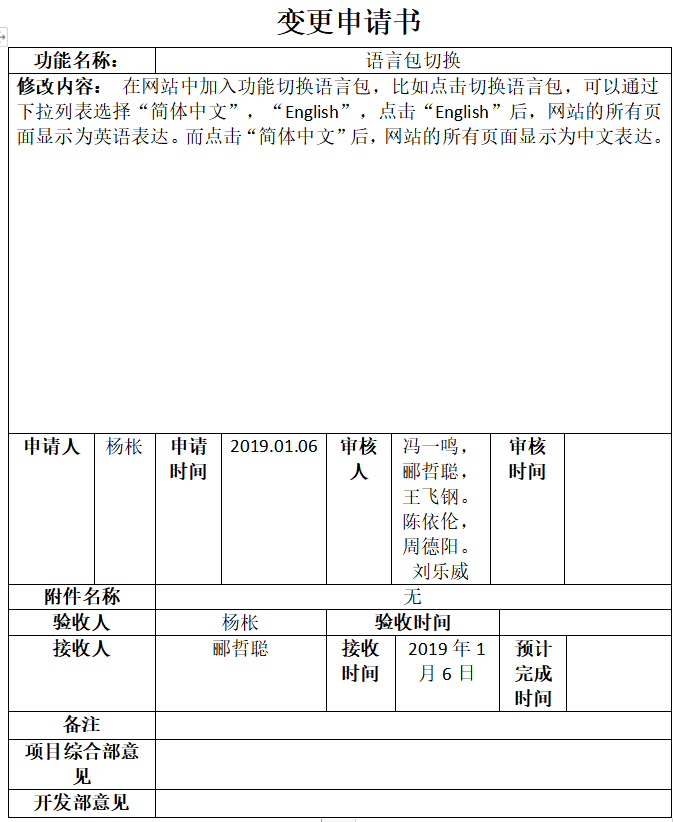 变更申请书
功能名称： 语言包切换
修改内容： 在网站中加入功能切换语言包，比如点击切换语言包，可以通过
下拉列表选择“简体中文”，“English”，点击“English”后，网站的所有页
面显示为英语表达。而点击“简体中文”后，网站的所有页面显示为中文表达。
申请人 杨枨 申请 2019.01.06 审核 冯一鸣， 审核
时间 人 郦哲聪， 时间
王飞钢。
陈依伦，
周德阳。
刘乐威
附件名称 无
验收人 杨枨 验收时间
接收人 郦哲聪 接收 2019 年 1 预计
时间 月 6 日 完成
时间
备注
项目综合部意
见
开发部意见